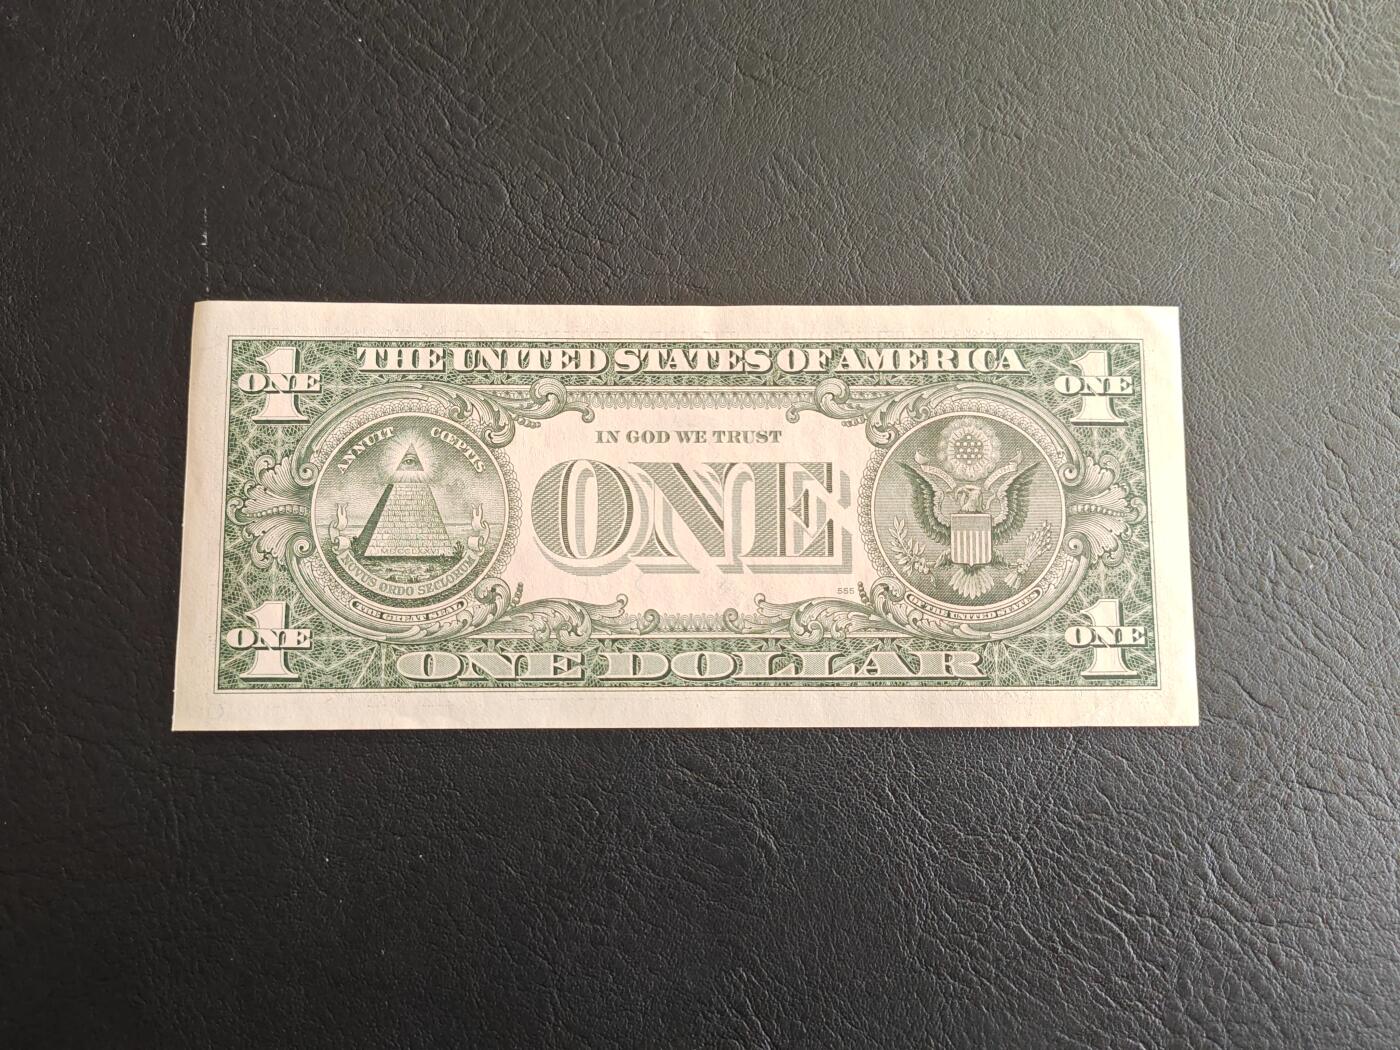 THE UNITED STATES OF AMERICA
1
ONE
1
ONE
ANNUIT CŒPTIS
IN GOD WE TRUST
ONE
MDCCLXXVI
NOVUS ORDO SECLORUM
555
THE GREAT SEAL
OF THE UNITED STATES
1
ONE
1
ONE
ONE DOLLAR